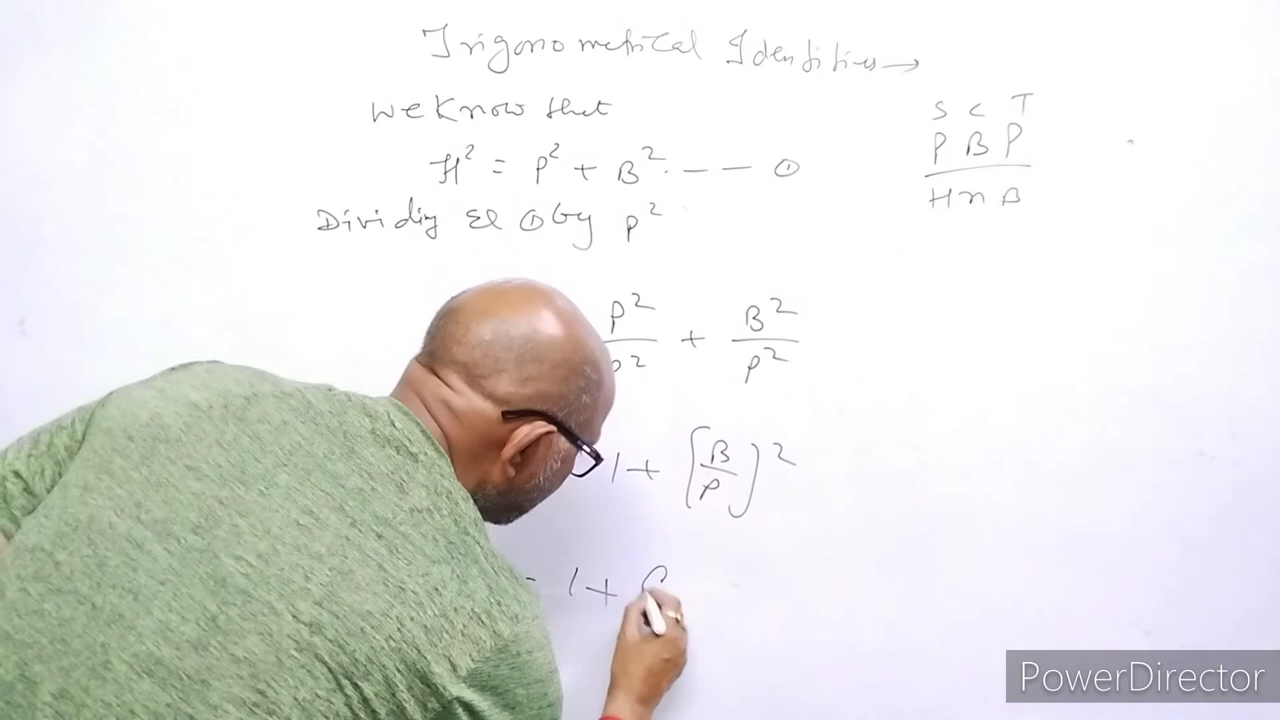 Trigonometrical Identities →
We Know that
H² = P² + B² - - - ①
S C T
P B P
H H B
Dividing Eq ① by P²
P²/P² + B²/P²
1 + (B/P)²
= 1 + C
PowerDirector